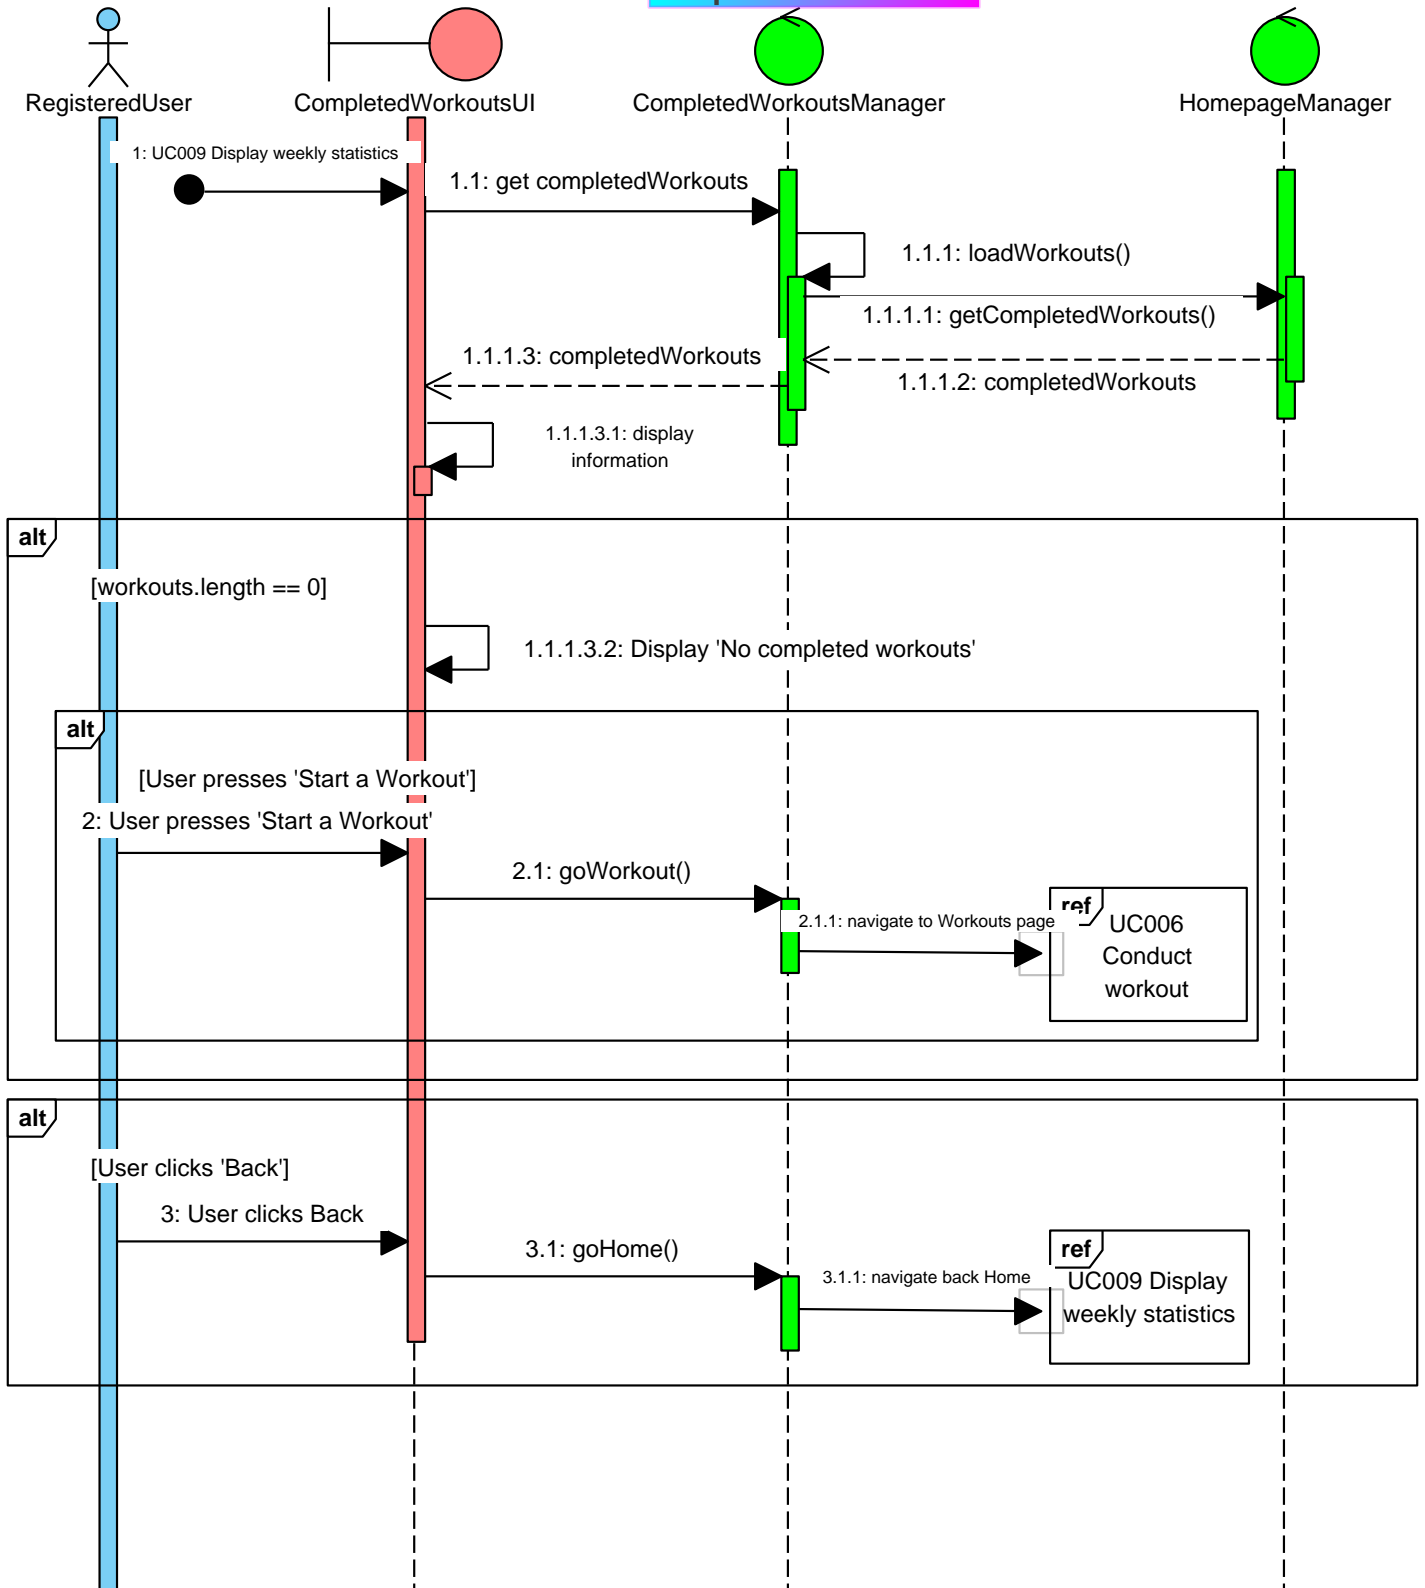 RegisteredUser
CompletedWorkoutsUI
CompletedWorkoutsManager
HomepageManager
1: UC009 Display weekly statistics
1.1: get completedWorkouts
1.1.1: loadWorkouts()
1.1.1.1: getCompletedWorkouts()
1.1.1.3: completedWorkouts
1.1.1.2: completedWorkouts
1.1.1.3.1: display
information
alt
[workouts.length == 0]
1.1.1.3.2: Display 'No completed workouts'
alt
[User presses 'Start a Workout']
2: User presses 'Start a Workout'
2.1: goWorkout()
2.1.1: navigate to Workouts page
ref
UC006
Conduct
workout
alt
[User clicks 'Back']
3: User clicks Back
3.1: goHome()
3.1.1: navigate back Home
ref
UC009 Display
weekly statistics